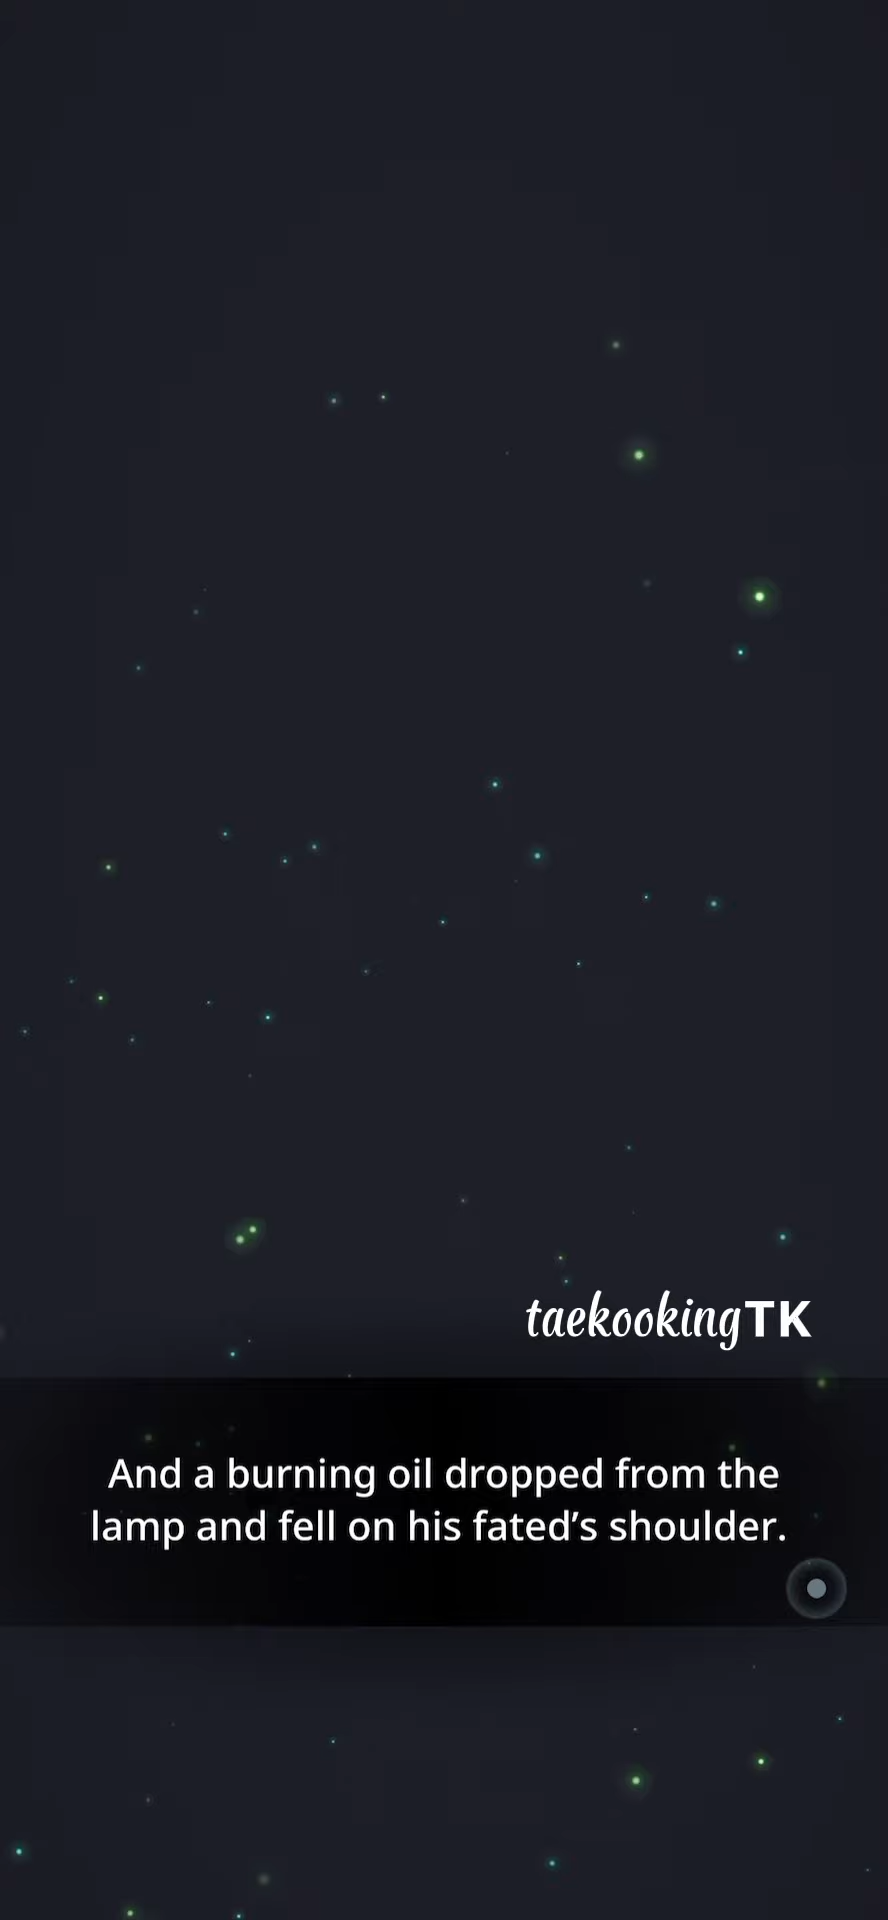 taekookingTK
And a burning oil dropped from the
lamp and fell on his fated’s shoulder.